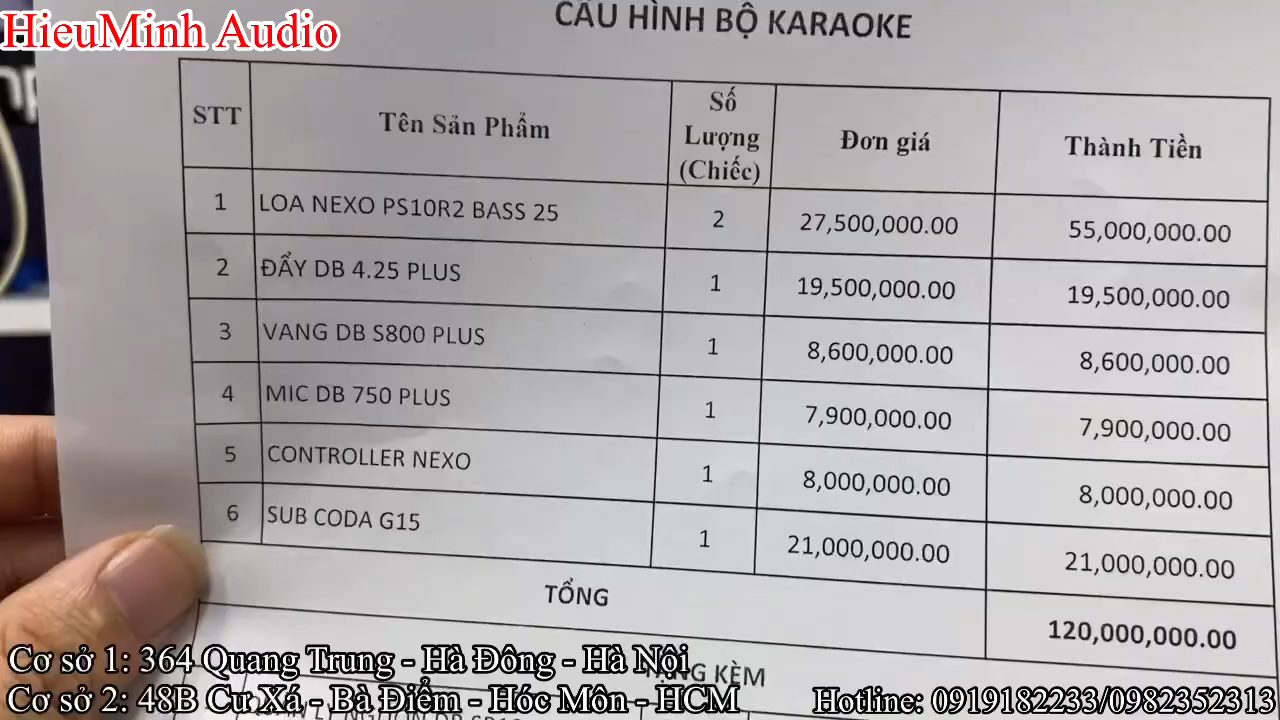 HieuMinh Audio
CẤU HÌNH BỘ KARAOKE
STT Tên Sản Phẩm Số Lượng (Chiếc) Đơn giá Thành Tiền
1 LOA NEXO PS10R2 BASS 25 2 27,500,000.00 55,000,000.00
2 ĐẨY DB 4.25 PLUS 1 19,500,000.00 19,500,000.00
3 VANG DB S800 PLUS 1 8,600,000.00 8,600,000.00
4 MIC DB 750 PLUS 1 7,900,000.00 7,900,000.00
5 CONTROLLER NEXO 1 8,000,000.00 8,000,000.00
6 SUB CODA G15 1 21,000,000.00 21,000,000.00
TỔNG 120,000,000.00
TẶNG KÈM
Cơ sở 1: 364 Quang Trung - Hà Đông - Hà Nội
Cơ sở 2: 48B Cư Xá - Bà Điểm - Hóc Môn - HCM
Hotline: 0919182233/0982352313